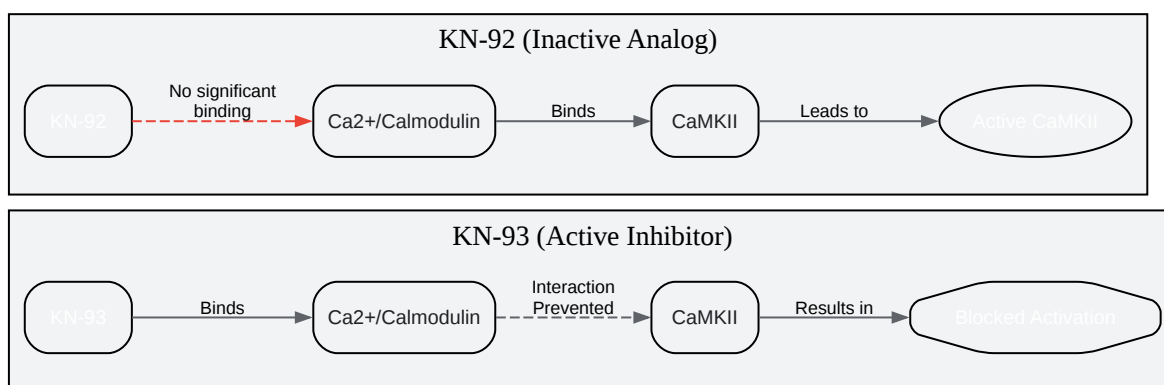 KN-92 (Inactive Analog)
KN-92
No significant
binding
Ca2+/Calmodulin
Binds
CaMKII
Leads to
Active CaMKII
KN-93 (Active Inhibitor)
KN-93
Binds
Ca2+/Calmodulin
Interaction
Prevented
CaMKII
Results in
Blocked Activation